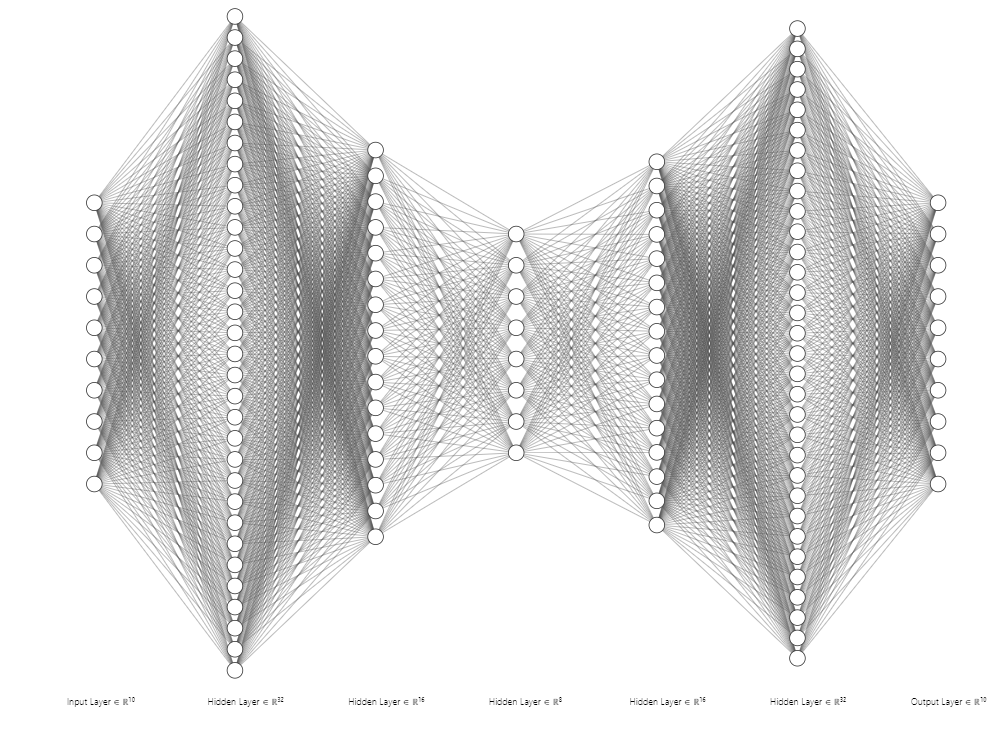 Input Layer ∈ ℝ¹⁰
Hidden Layer ∈ ℝ³²
Hidden Layer ∈ ℝ¹⁶
Hidden Layer ∈ ℝ⁸
Hidden Layer ∈ ℝ¹⁶
Hidden Layer ∈ ℝ³²
Output Layer ∈ ℝ¹⁰